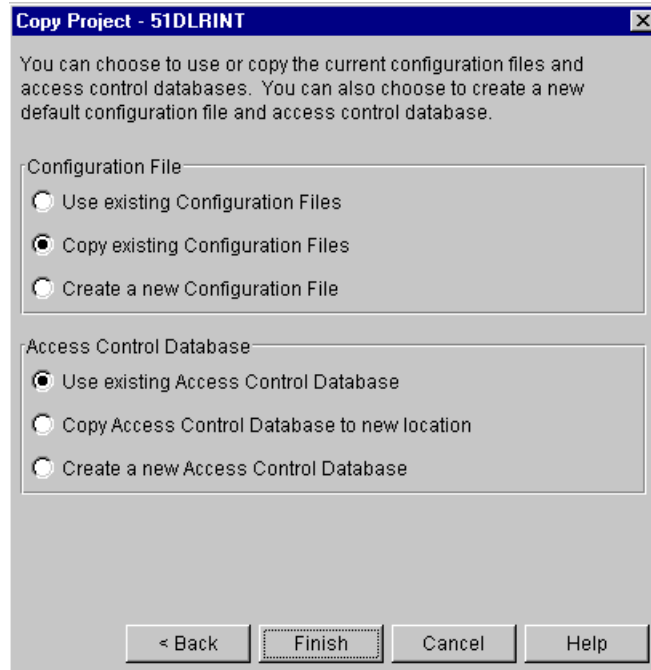 Copy Project - 51DLRINT
You can choose to use or copy the current configuration files and
access control databases. You can also choose to create a new
default configuration file and access control database.
Configuration File
Use existing Configuration Files
Copy existing Configuration Files
Create a new Configuration File
Access Control Database
Use existing Access Control Database
Copy Access Control Database to new location
Create a new Access Control Database
< Back Finish Cancel Help